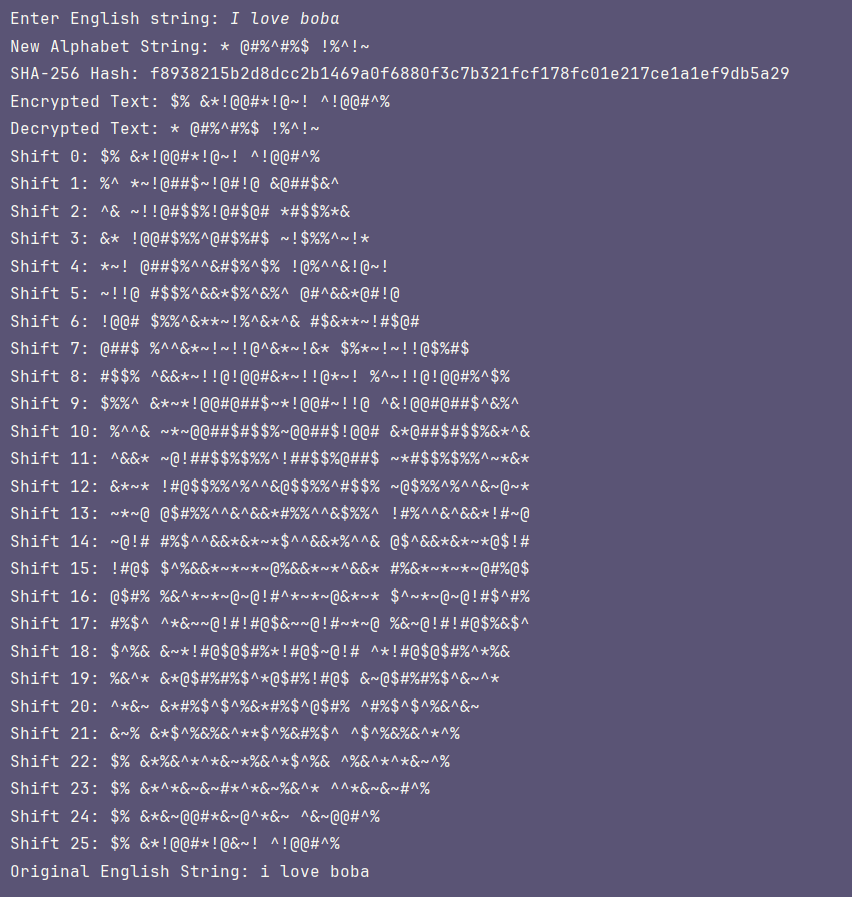 Enter English string: I love boba
New Alphabet String: * @#%^#%$ !%^!~
SHA-256 Hash: f8938215b2d8dcc2b1469a0f6880f3c7b321fcf178fc01e217ce1a1ef9db5a29
Encrypted Text: $% &*!@@#*!@~! ^!@@#^%
Decrypted Text: * @#%^#%$ !%^!~
Shift 0: $% &*!@@#*!@~! ^!@@#^%
Shift 1: %^ *~!@##$~!@#!@ &@##$&^
Shift 2: ^& ~!!@#$$%!@#$@# *#$$%*&
Shift 3: &* !@@#$%%^@#$%#$ ~!$%%^~!*
Shift 4: *~! @##$%^^&#$%^$% !@%^^&!@~!
Shift 5: ~!!@ #$$%^&&*$%^&%^ @#^&&*@#!@
Shift 6: !@@# $%%^&**~!%^&*^& #$&**~!#$@#
Shift 7: @##$ %^^&*~!~!!@^&*~!&* $%*~!~!!@$%#$
Shift 8: #$$% ^&&*~!!@!@@#&*~!!@*~! %^~!!@!@@#%^$%
Shift 9: $%%^ &*~*!@@#@##$~*!@@#~!!@ ^&!@@#@##$^&%^
Shift 10: %^^& ~*~@@##$#$$%~@@##$!@@# &*@##$#$$%&*^&
Shift 11: ^&&* ~@!##$$%$%%^!##$$%@##$ ~*#$$%$%%^~*&*
Shift 12: &*~* !#@$$%%^%^^&@$$%%^#$$% ~@$%%^%^^&~@~*
Shift 13: ~*~@ @$#%%^^&^&&*#%%^^&$%%^ !#%^^&^&&*!#~@
Shift 14: ~@!# #%$^^&&*&*~*$^^&&*%^^& @$^&&*&*~*@$!#
Shift 15: !#@$ $^%&&*~*~*~@%&&*~*^&&* #%&*~*~*~@#%@$
Shift 16: @$#% %&^*~*~@~@!#^*~*~@&*~* $^~*~@~@!#$^#%
Shift 17: #%$^ ^*&~~@!#!#@$&~~@!#~*~@ %&~@!#!#@$%&$^
Shift 18: $^%& &~*!#@$@$#%*!#@$~@!# ^*!#@$@$#%^*%&
Shift 19: %&^* &*@$#%#%$^*@$#%!#@$ &~@$#%#%$^&~^*
Shift 20: ^*&~ &*#%$^$^%&*#%$^@$#% ^#%$^$^%&^&~
Shift 21: &~% &*$^%&%&^**$^%&#%$^ ^$^%&%&^*^%
Shift 22: $% &*%&^*^*&~*%&^*$^%& ^%&^*^*&~^%
Shift 23: $% &*^*&~&~#*^*&~%&^* ^^*&~&~#^%
Shift 24: $% &*&~@@#*&~@^*&~ ^&~@@#^%
Shift 25: $% &*!@@#*!@&~! ^!@@#^%
Original English String: i love boba